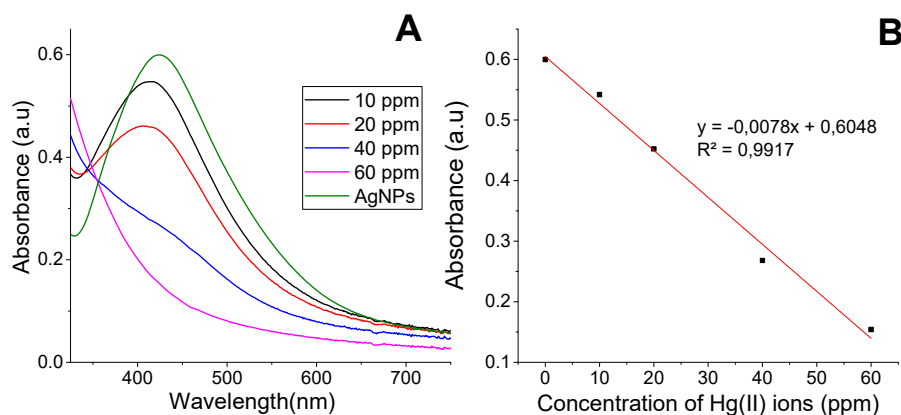 A
Absorbance (a.u)
0.6
0.4
0.2
0.0
10 ppm
20 ppm
40 ppm
60 ppm
AgNPs
400
500
600
700
Wavelength(nm)
B
Absorbance (a.u)
0.6
0.5
0.4
0.3
0.2
0.1
y = -0,0078x + 0,6048
R² = 0,9917
0
10
20
30
40
50
60
Concentration of Hg(II) ions (ppm)